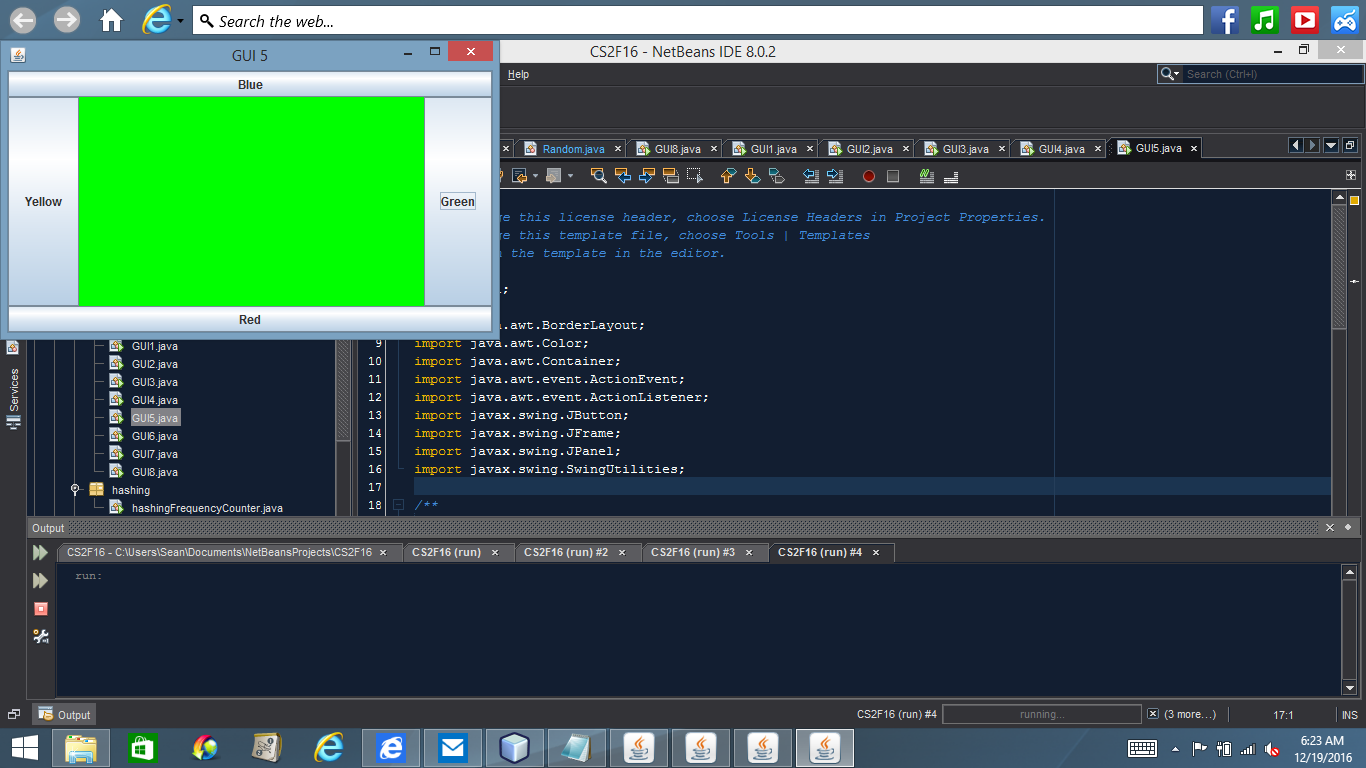 Search the web...
GUI 5
CS2F16 - NetBeans IDE 8.0.2
Blue
Yellow
Green
Red
Help
Search (Ctrl+I)
Random.java
GUI8.java
GUI1.java
GUI2.java
GUI3.java
GUI4.java
GUI5.java
this license header, choose License Headers in Project Properties.
this template file, choose Tools | Templates
the template in the editor.
.awt.BorderLayout;
9 import java.awt.Color;
10 import java.awt.Container;
11 import java.awt.event.ActionEvent;
12 import java.awt.event.ActionListener;
13 import javax.swing.JButton;
14 import javax.swing.JFrame;
15 import javax.swing.JPanel;
16 import javax.swing.SwingUtilities;
17
18 /**
Services
GUI1.java
GUI2.java
GUI3.java
GUI4.java
GUI5.java
GUI6.java
GUI7.java
GUI8.java
hashing
hashingFrequencyCounter.java
Output
CS2F16 - C:\Users\Sean\Documents\NetBeansProjects\CS2F16
CS2F16 (run)
CS2F16 (run) #2
CS2F16 (run) #3
CS2F16 (run) #4
run:
Output
CS2F16 (run) #4
running...
(3 more...)
17:1
INS
6:23 AM
12/19/2016